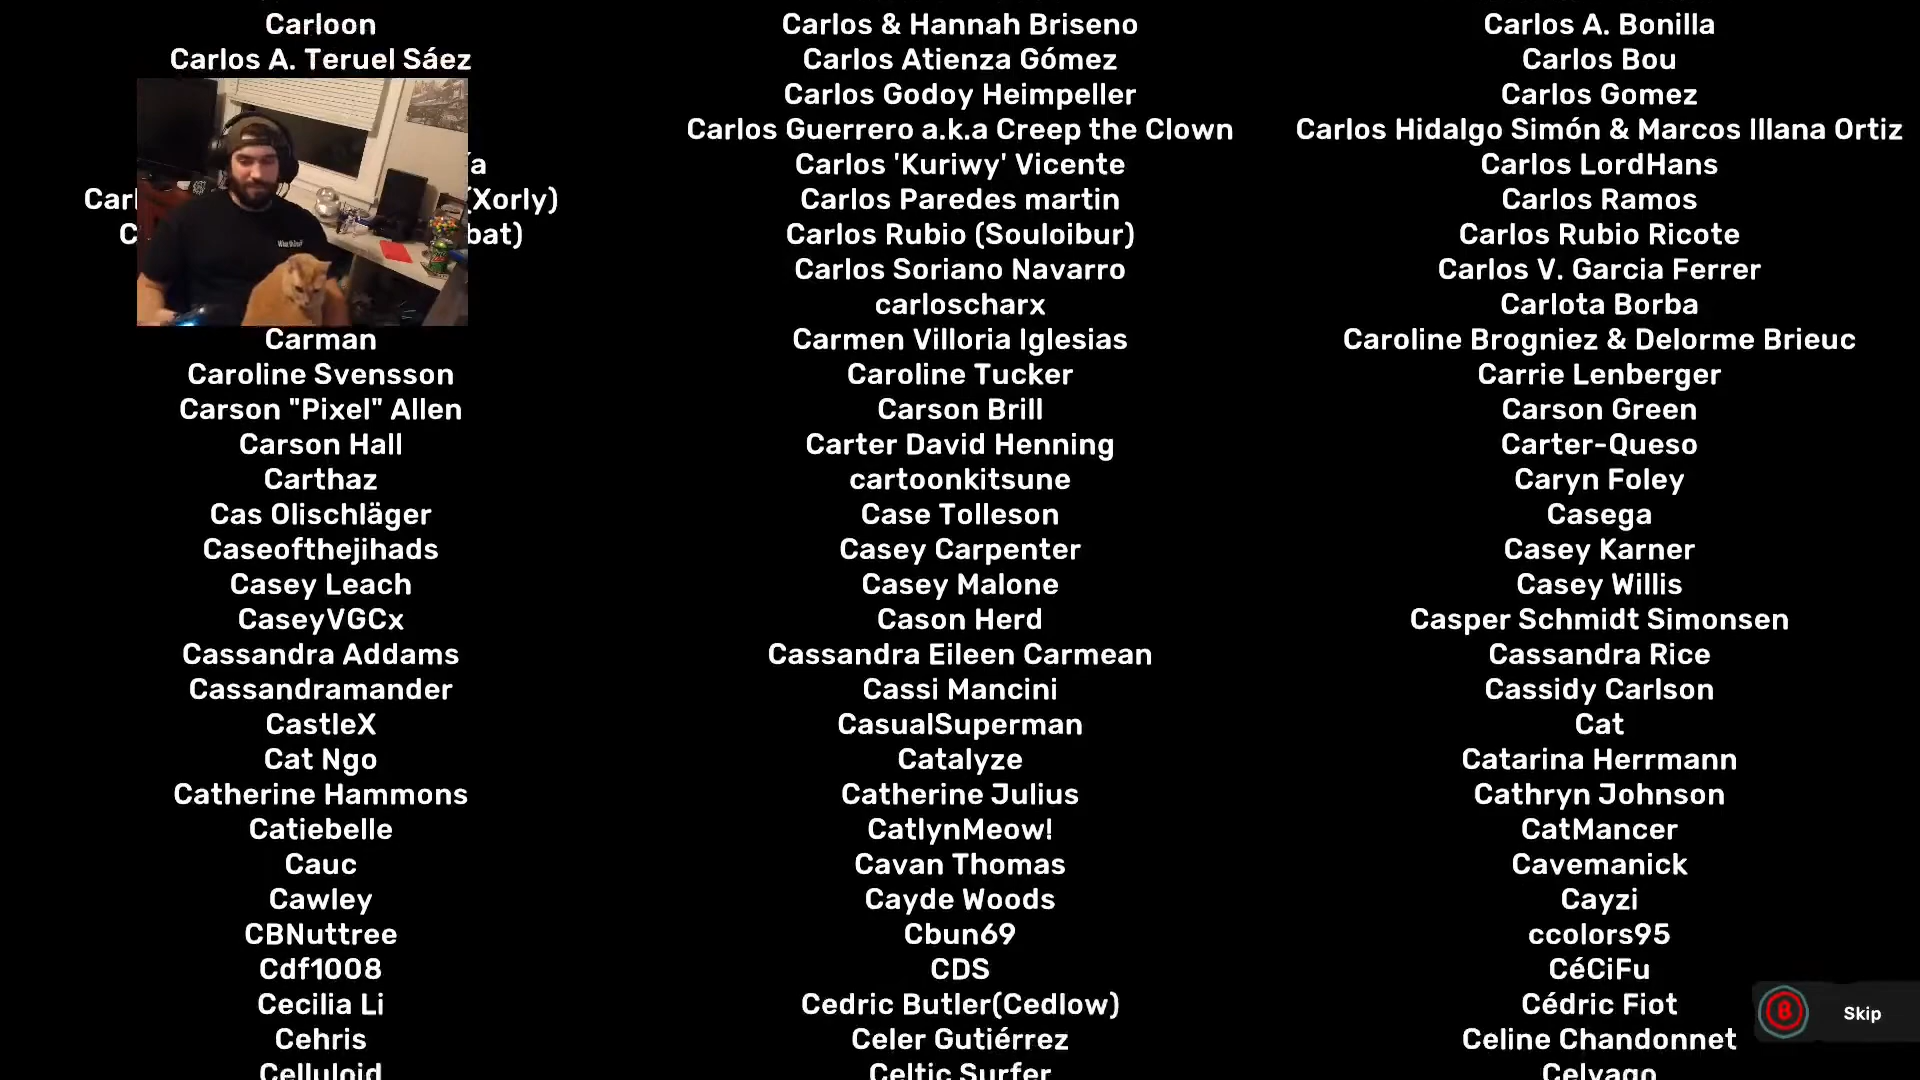 Carloon Carlos & Hannah Briseno Carlos A. Bonilla
Carlos A. Teruel Sáez Carlos Atienza Gómez Carlos Bou
Carlos Godoy Heimpeller Carlos Gomez
Carlos Guerrero a.k.a Creep the Clown Carlos Hidalgo Simón & Marcos Illana Ortiz
Carlos 'Kuriwy' Vicente Carlos LordHans
(Xorly) Carlos Paredes martin Carlos Ramos
Carlos Rubio (Souloibur) Carlos Rubio Ricote
Carlos Soriano Navarro Carlos V. Garcia Ferrer
carloscharx Carlota Borba
Carman Carmen Villoria Iglesias Caroline Brogniez & Delorme Brieuc
Caroline Svensson Caroline Tucker Carrie Lenberger
Carson "Pixel" Allen Carson Brill Carson Green
Carson Hall Carter David Henning Carter-Queso
Carthaz cartoonkitsune Caryn Foley
Cas Olischläger Case Tolleson Casega
Caseofthejihads Casey Carpenter Casey Karner
Casey Leach Casey Malone Casey Willis
CaseyVGCx Cason Herd Casper Schmidt Simonsen
Cassandra Addams Cassandra Eileen Carmean Cassandra Rice
Cassandramander Cassi Mancini Cassidy Carlson
CastleX CasualSuperman Cat
Cat Ngo Catalyze Catarina Herrmann
Catherine Hammons Catherine Julius Cathryn Johnson
Catiebelle CatlynMeow! CatMancer
Cauc Cavan Thomas Cavemanick
Cawley Cayde Woods Cayzi
CBNuttree Cbun69 ccolors95
Cdf1008 CDS CéCiFu
Cecilia Li Cedric Butler(Cedlow) Cédric Fiot
B Skip
Cehris Celer Gutiérrez Celine Chandonnet
Celluloid Celtic Surfer Celvago